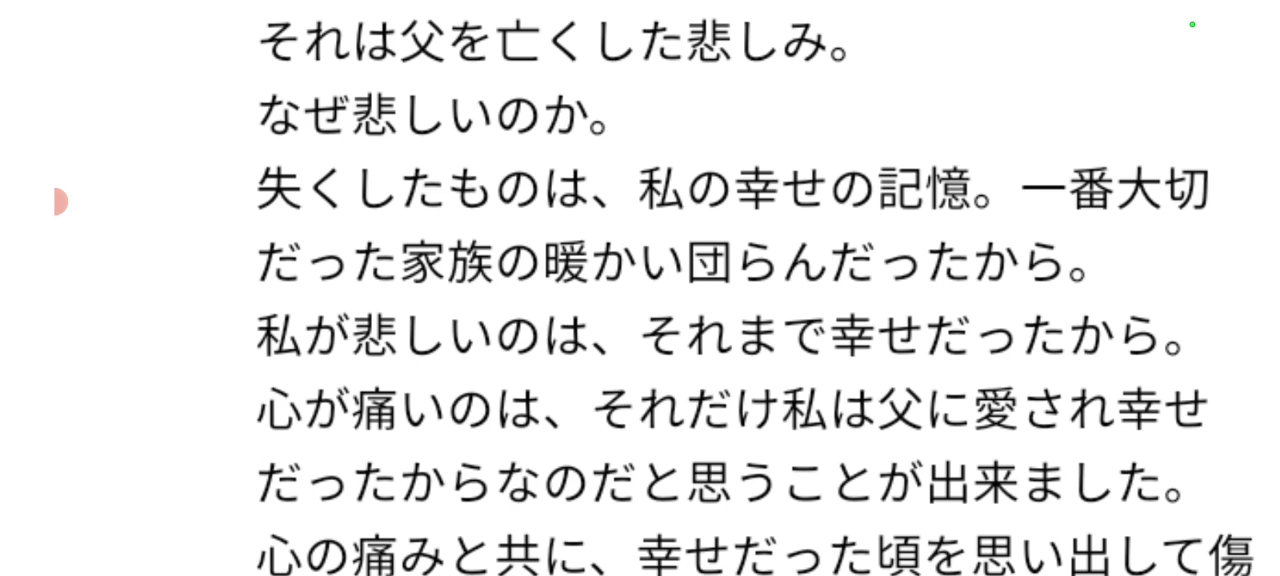 それは父を亡くした悲しみ。
なぜ悲しいのか。
失くしたものは、私の幸せの記憶。一番大切
だった家族の暖かい団らんだったから。
私が悲しいのは、それまで幸せだったから。
心が痛いのは、それだけ私は父に愛され幸せ
だったからなのだと思うことが出来ました。
心の痛みと共に、幸せだった頃を思い出して傷